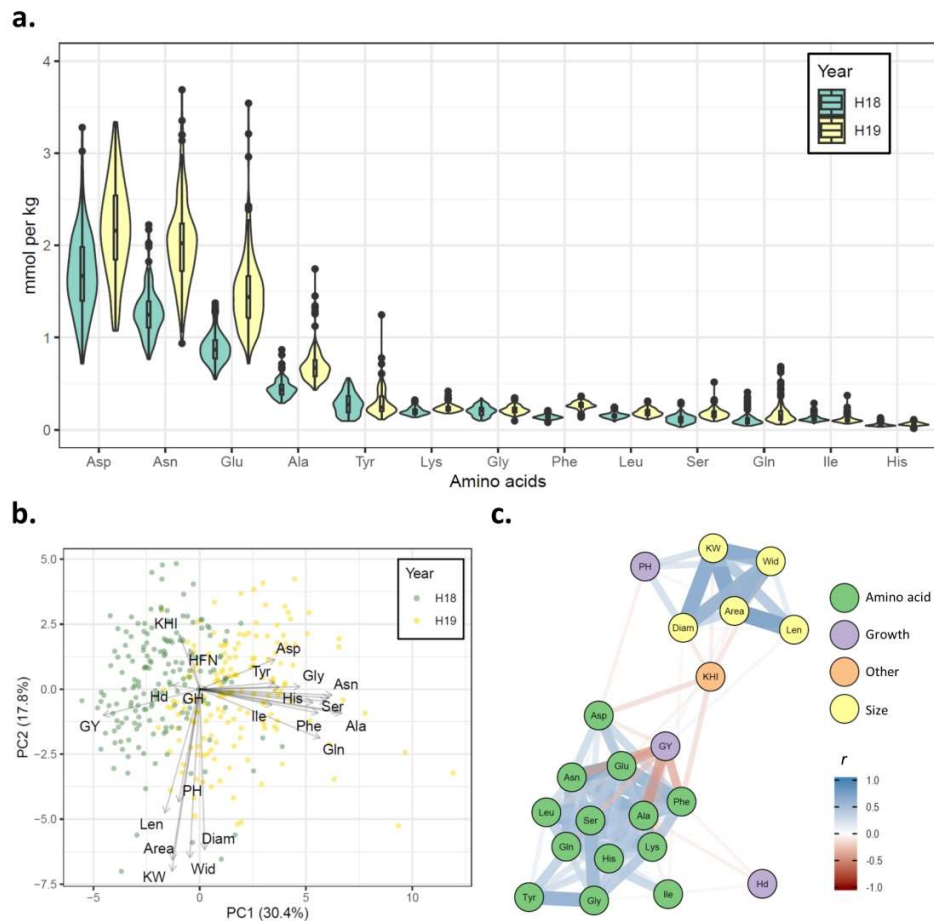 a.
Year
H18
H19
4
3
2
1
0
mmol per kg
Asp Asn Glu Ala Tyr Lys Gly Phe Leu Ser Gln Ile His
Amino acids
b.
Year
H18
H19
5.0
2.5
0.0
−2.5
−5.0
−7.5
PC2 (17.8%)
KHI
HFN
Asp
Tyr
Gly
Asn
Hd
GH
His
Ser
GY
Ile
Phe
Ala
Gln
PH
Len
Diam
Area
Wid
KW
−5 0 5 10
PC1 (30.4%)
c.
KW
Wid
PH
Area
Diam
Len
KHI
Asp
GY
Glu
Asn
Phe
Leu
Ser
Ala
Gln
Lys
His
Tyr
Gly
Ile
Hd
Amino acid
Growth
Other
Size
r
1.0
0.5
0.0
-0.5
-1.0